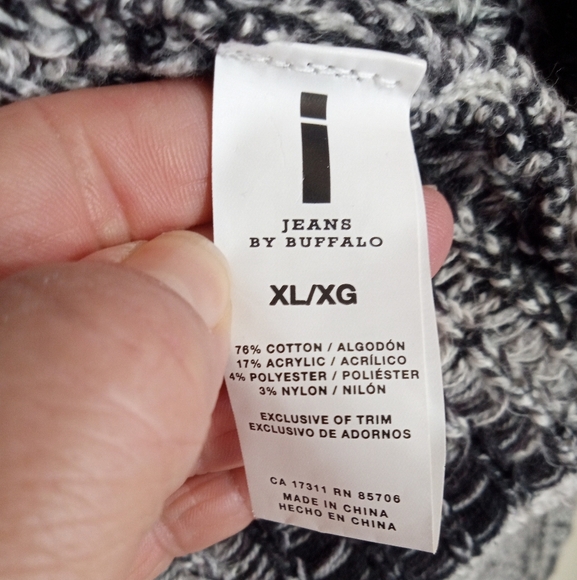 i
JEANS
BY BUFFALO
XL/XG
76% COTTON / ALGODÓN
17% ACRYLIC / ACRÍLICO
4% POLYESTER / POLIÉSTER
3% NYLON / NILÓN
EXCLUSIVE OF TRIM
EXCLUSIVO DE ADORNOS
CA 17311 RN 85706
MADE IN CHINA
HECHO EN CHINA